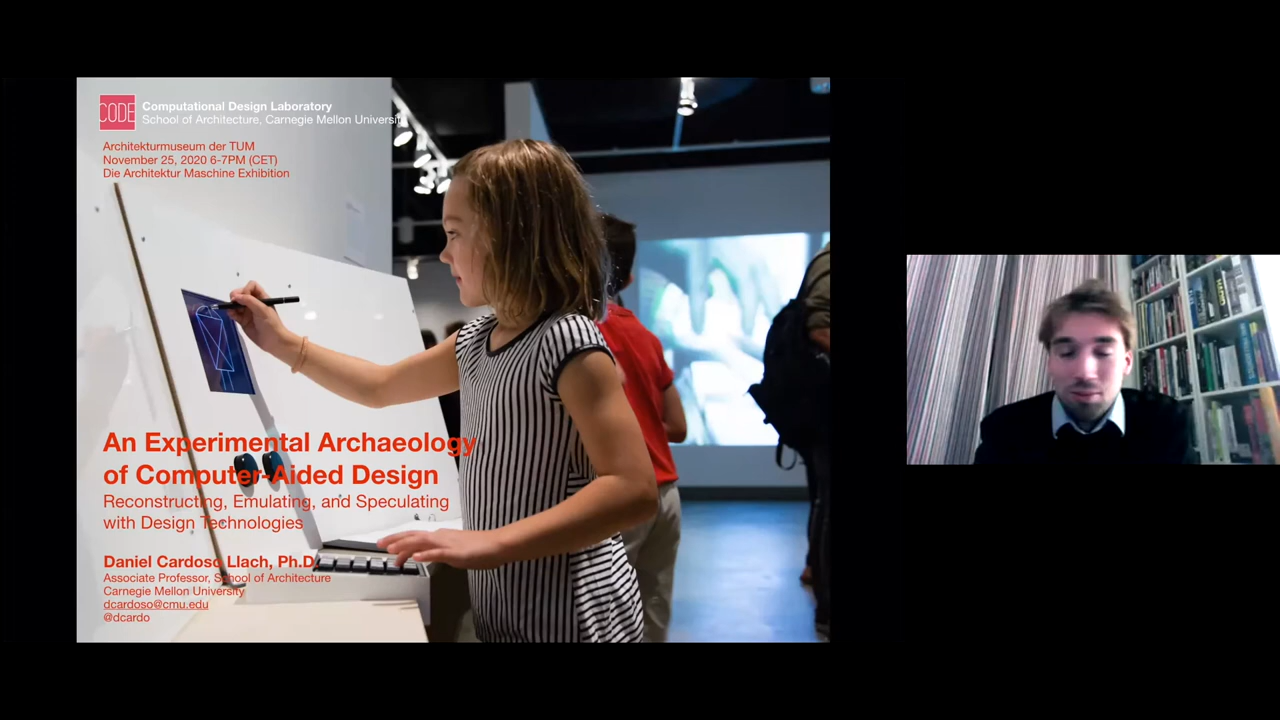 CODE
Computational Design Laboratory
School of Architecture, Carnegie Mellon University
Architekturmuseum der TUM
November 25, 2020 6-7PM (CET)
Die Architektur Maschine Exhibition
An Experimental Archaeology
of Computer-Aided Design
Reconstructing, Emulating, and Speculating
with Design Technologies
Daniel Cardoso Llach, Ph.D.
Associate Professor, School of Architecture
Carnegie Mellon University
dcardoso@cmu.edu
@dcardo